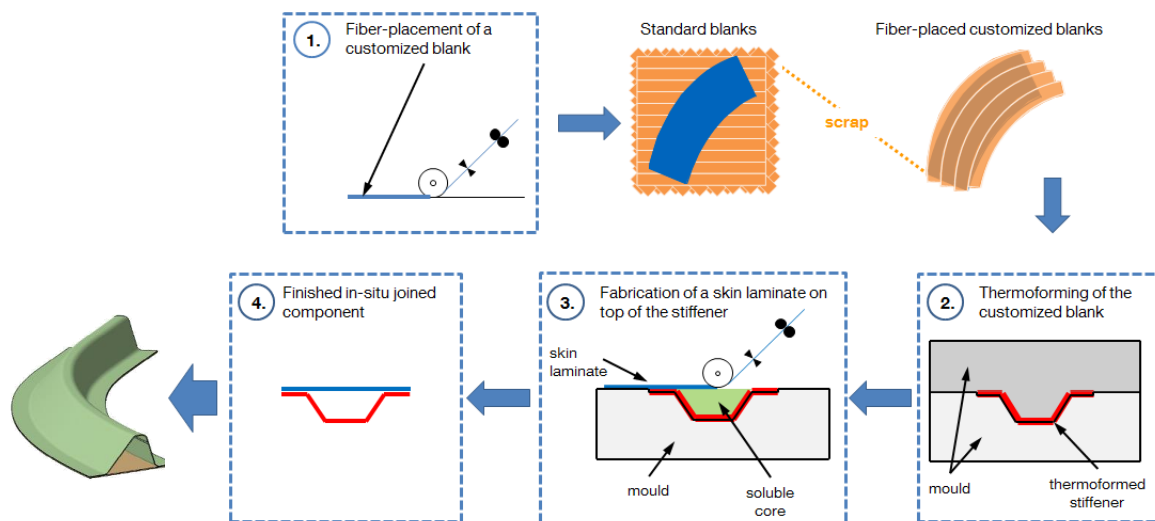 1.
Fiber-placement of a
customized blank
Standard blanks
Fiber-placed customized blanks
scrap
2.
Thermoforming of the
customized blank
mould
thermoformed
stiffener
3.
Fabrication of a skin laminate on
top of the stiffener
skin
laminate
mould
soluble
core
4.
Finished in-situ joined
component